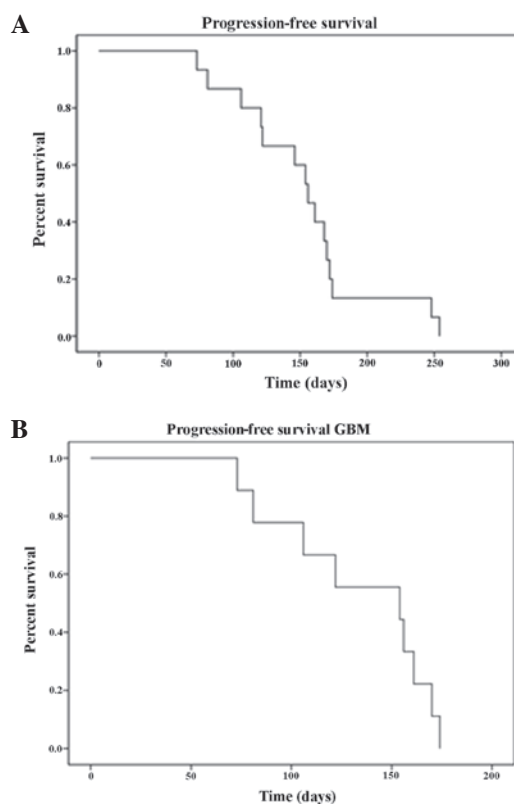 A
Progression-free survival
1.0
0.8
0.6
0.4
0.2
0.0
Percent survival
0 50 100 150 200 250 300
Time (days)
B
Progression-free survival GBM
1.0
0.8
0.6
0.4
0.2
0.0
Percent survival
0 50 100 150 200
Time (days)